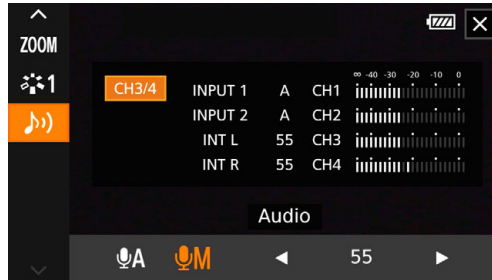 ZOOM
1
∞ -40 -30 -20 -10 0
CH3/4 INPUT 1 A CH1
INPUT 2 A CH2
INT L 55 CH3
INT R 55 CH4
Audio
A M ◀ 55 ▶